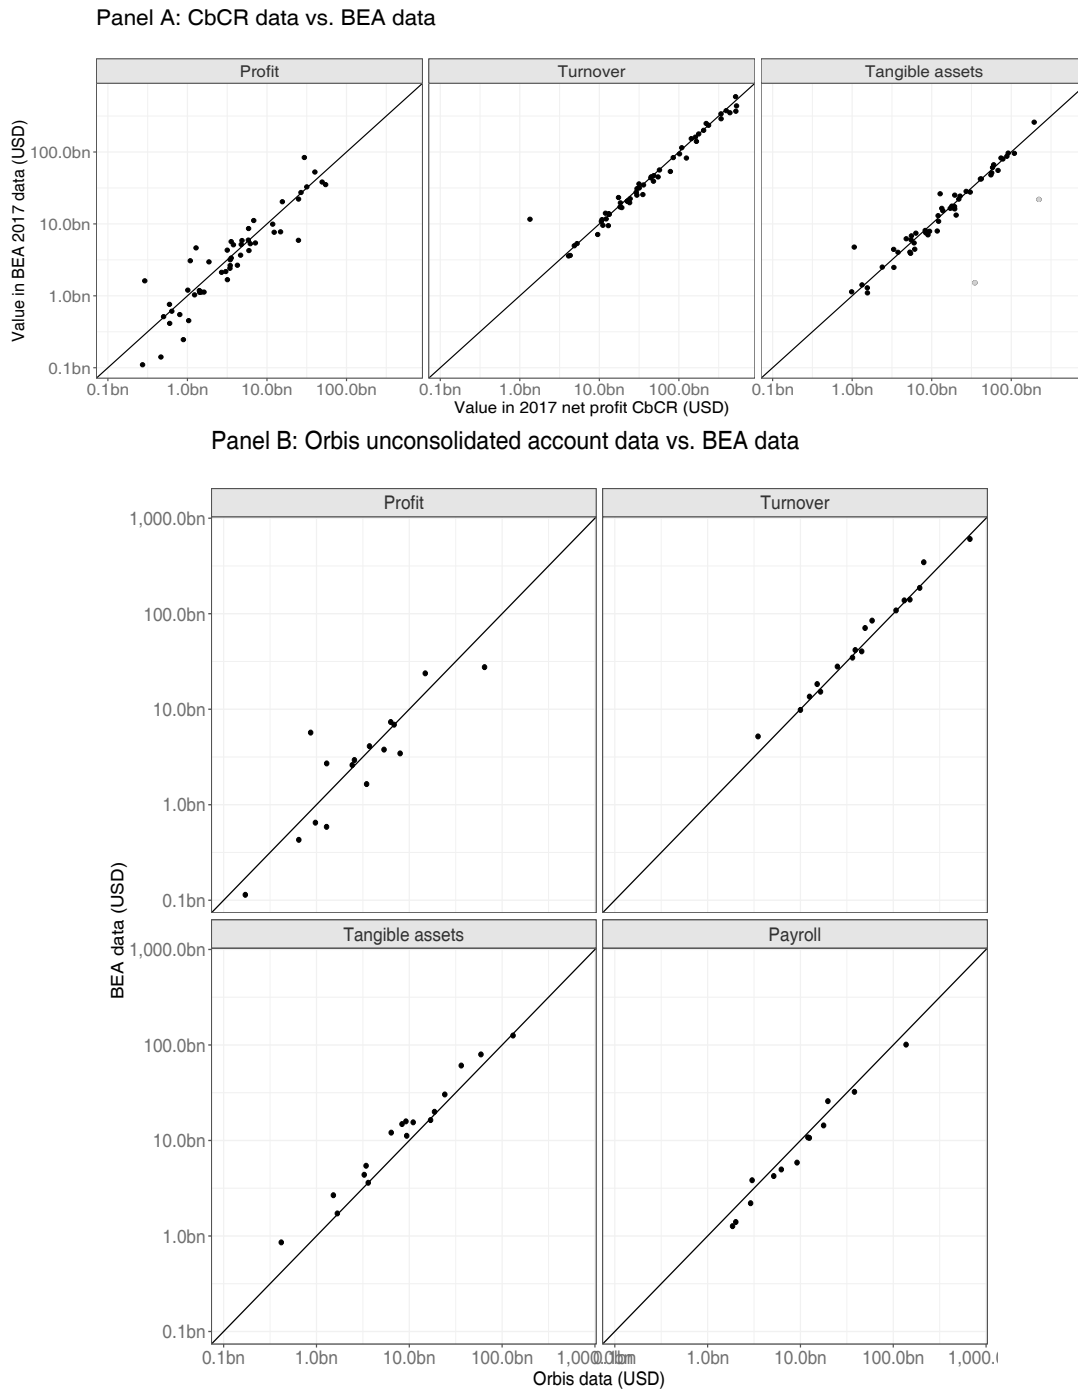 Panel A: CbCR data vs. BEA data
Profit Turnover Tangible assets
Value in BEA 2017 data (USD)
100.0bn
10.0bn
1.0bn
0.1bn
0.1bn 1.0bn 10.0bn 100.0bn 0.1bn 1.0bn 10.0bn 100.0bn 0.1bn 1.0bn 10.0bn 100.0bn
Value in 2017 net profit CbCR (USD)
Panel B: Orbis unconsolidated account data vs. BEA data
Profit Turnover
1,000.0bn
100.0bn
10.0bn
1.0bn
0.1bn
BEA data (USD)
Tangible assets Payroll
1,000.0bn
100.0bn
10.0bn
1.0bn
0.1bn
0.1bn 1.0bn 10.0bn 100.0bn 1.0bn 10.0bn 100.0bn
Orbis data (USD)